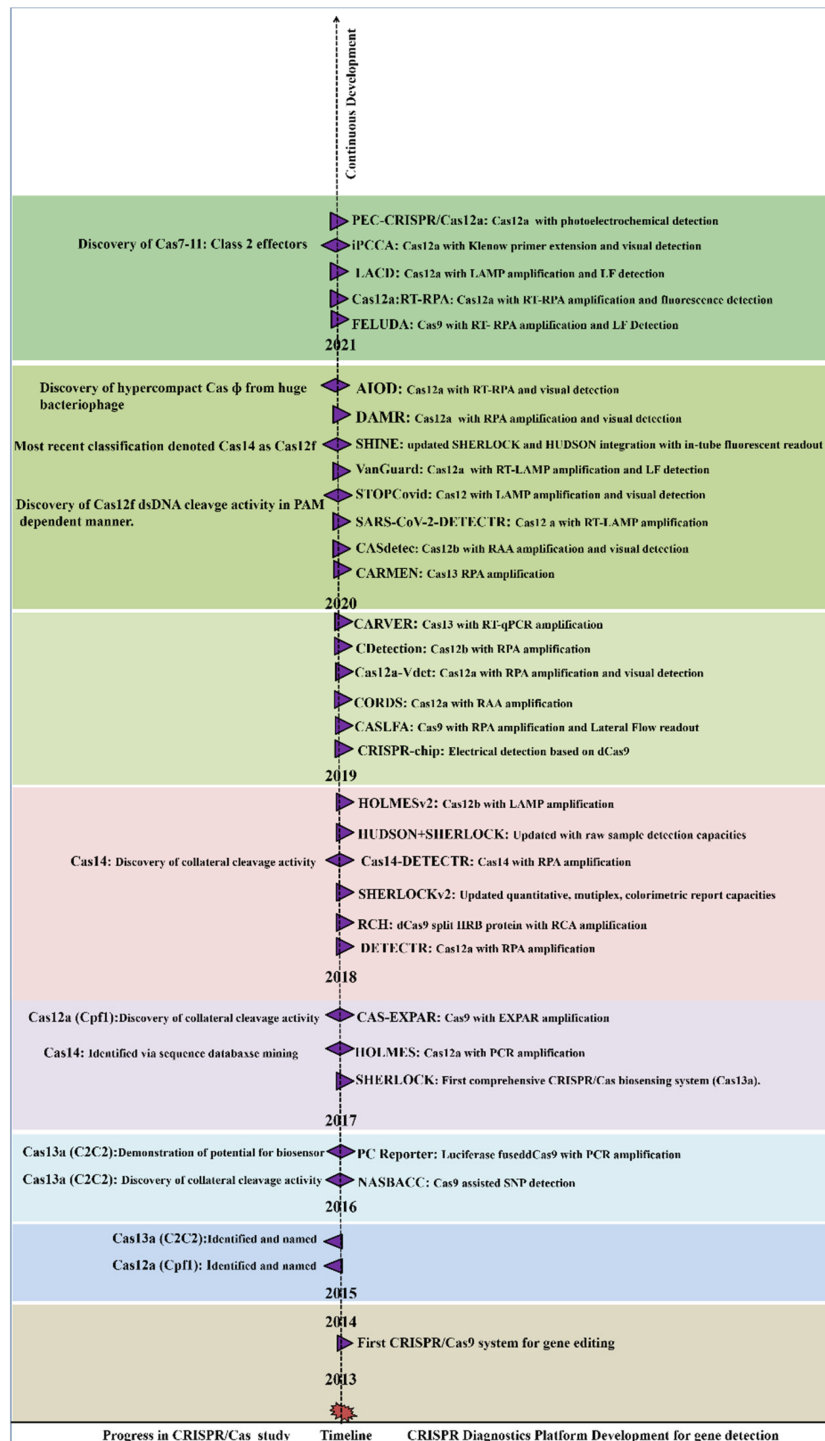 Continuous Development
PEC-CRISPR/Cas12a: Cas12a with photoelectrochemical detection
Discovery of Cas7-11: Class 2 effectors
iPCCA: Cas12a with Klenow primer extension and visual detection
LACD: Cas12a with LAMP amplification and LF detection
Cas12a:RT-RPA: Cas12a with RT-RPA amplification and fluorescence detection
FELUDA: Cas9 with RT- RPA amplification and LF Detection
2021
Discovery of hypercompact Cas ф from huge
bacteriophage
AIOD: Cas12a with RT-RPA and visual detection
DAMR: Cas12a with RPA amplification and visual detection
Most recent classification denoted Cas14 as Cas12f
SHINE: updated SHERLOCK and HUDSON integration with in-tube fluorescent readout
VanGuard: Cas12a with RT-LAMP amplification and LF detection
Discovery of Cas12f dsDNA cleavge activity in PAM
dependent manner.
STOPCovid: Cas12 with LAMP amplification and visual detection
SARS-CoV-2-DETECTR: Cas12 a with RT-LAMP amplification
CASdetec: Cas12b with RAA amplification and visual detection
CARMEN: Cas13 RPA amplification
2020
CARVER: Cas13 with RT-qPCR amplification
CDetection: Cas12b with RPA amplification
Cas12a-Vdet: Cas12a with RPA amplification and visual detection
CORDS: Cas12a with RAA amplification
CASLFA: Cas9 with RPA amplification and Lateral Flow readout
CRISPR-chip: Electrical detection based on dCas9
2019
HOLMESv2: Cas12b with LAMP amplification
HUDSON+SHERLOCK: Updated with raw sample detection capacities
Cas14: Discovery of collateral cleavage activity
Cas14-DETECTR: Cas14 with RPA amplification
SHERLOCKv2: Updated quantitative, mutiplex, colorimetric report capacities
RCH: dCas9 split HRB protein with RCA amplification
DETECTR: Cas12a with RPA amplification
2018
Cas12a (Cpf1):Discovery of collateral cleavage activity
CAS-EXPAR: Cas9 with EXPAR amplification
Cas14: Identified via sequence databaxse mining
HOLMES: Cas12a with PCR amplification
SHERLOCK: First comprehensive CRISPR/Cas biosensing system (Cas13a).
2017
Cas13a (C2C2):Demonstration of potential for biosensor
PC Reporter: Luciferase fuseddCas9 with PCR amplification
Cas13a (C2C2): Discovery of collateral cleavage activity
NASBACC: Cas9 assisted SNP detection
2016
Cas13a (C2C2):Identified and named
Cas12a (Cpf1): Identified and named
2015
2014
First CRISPR/Cas9 system for gene editing
2013
Progress in CRISPR/Cas study
Timeline
CRISPR Diagnostics Platform Development for gene detection